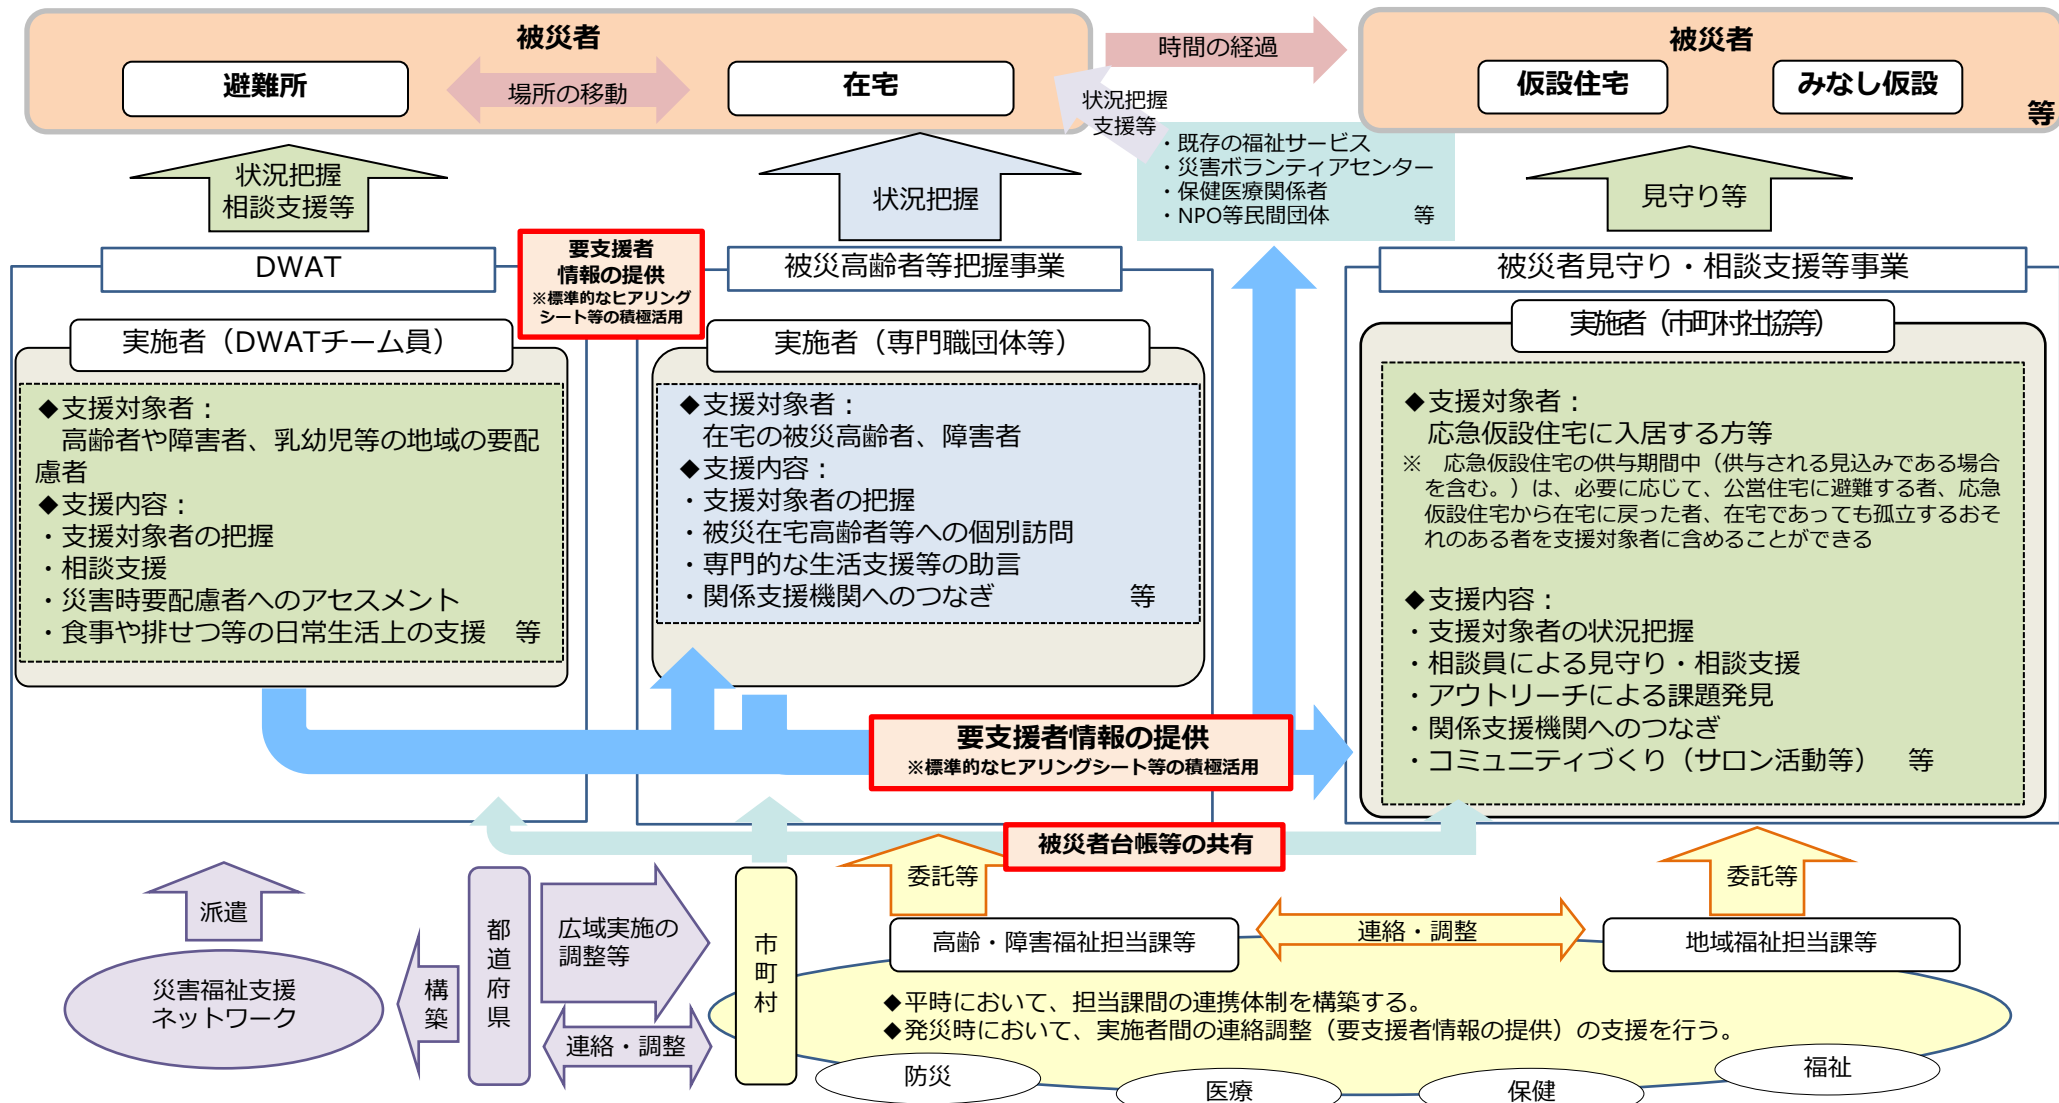 被災者
避難所
場所の移動
在宅
時間の経過
状況把握
支援等
被災者
仮設住宅
みなし仮設
等
・既存の福祉サービス
・災害ボランティアセンター
・保健医療関係者
・NPO等民間団体　　　　等
状況把握
相談支援等
状況把握
見守り等
DWAT
要支援者
情報の提供
※標準的なヒアリング
シート等の積極活用
被災高齢者等把握事業
被災者見守り・相談支援等事業
実施者（DWATチーム員）
◆支援対象者：
高齢者や障害者、乳幼児等の地域の要配
慮者
◆支援内容：
・支援対象者の把握
・相談支援
・災害時要配慮者へのアセスメント
・食事や排せつ等の日常生活上の支援　等
実施者（専門職団体等）
◆支援対象者：
在宅の被災高齢者、障害者
◆支援内容：
・支援対象者の把握
・被災在宅高齢者等への個別訪問
・専門的な生活支援等の助言
・関係支援機関へのつなぎ　　　　　等
実施者（市町村社協等）
◆支援対象者：
応急仮設住宅に入居する方等
※　応急仮設住宅の供与期間中（供与される見込みである場合
を含む。）は、必要に応じて、公営住宅に避難する者、応急
仮設住宅から在宅に戻った者、在宅であっても孤立するおそ
れのある者を支援対象者に含めることができる
◆支援内容：
・支援対象者の状況把握
・相談員による見守り・相談支援
・アウトリーチによる課題発見
・関係支援機関へのつなぎ
・コミュニティづくり（サロン活動等）　等
要支援者情報の提供
※標準的なヒアリングシート等の積極活用
被災者台帳等の共有
派遣
災害福祉支援
ネットワーク
構築
都道府県
広域実施の
調整等
連絡・調整
市町村
委託等
委託等
高齢・障害福祉担当課等
連絡・調整
地域福祉担当課等
◆平時において、担当課間の連携体制を構築する。
◆発災時において、実施者間の連絡調整（要支援者情報の提供）の支援を行う。
防災
医療
保健
福祉